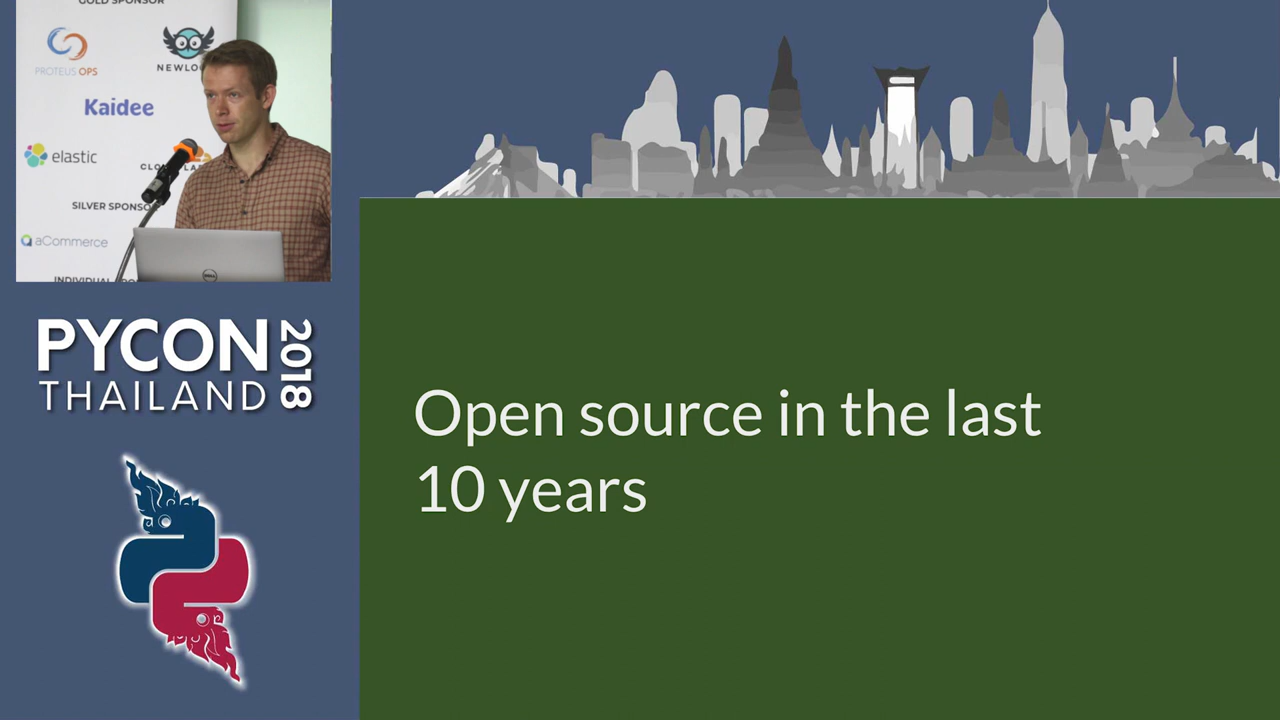 GOLD SPONSOR
PROTEUS OPS
Kaidee
elastic
SILVER SPONSO
aCommerce
DELL
PYCON
THAILAND
2018
Open source in the last
10 years